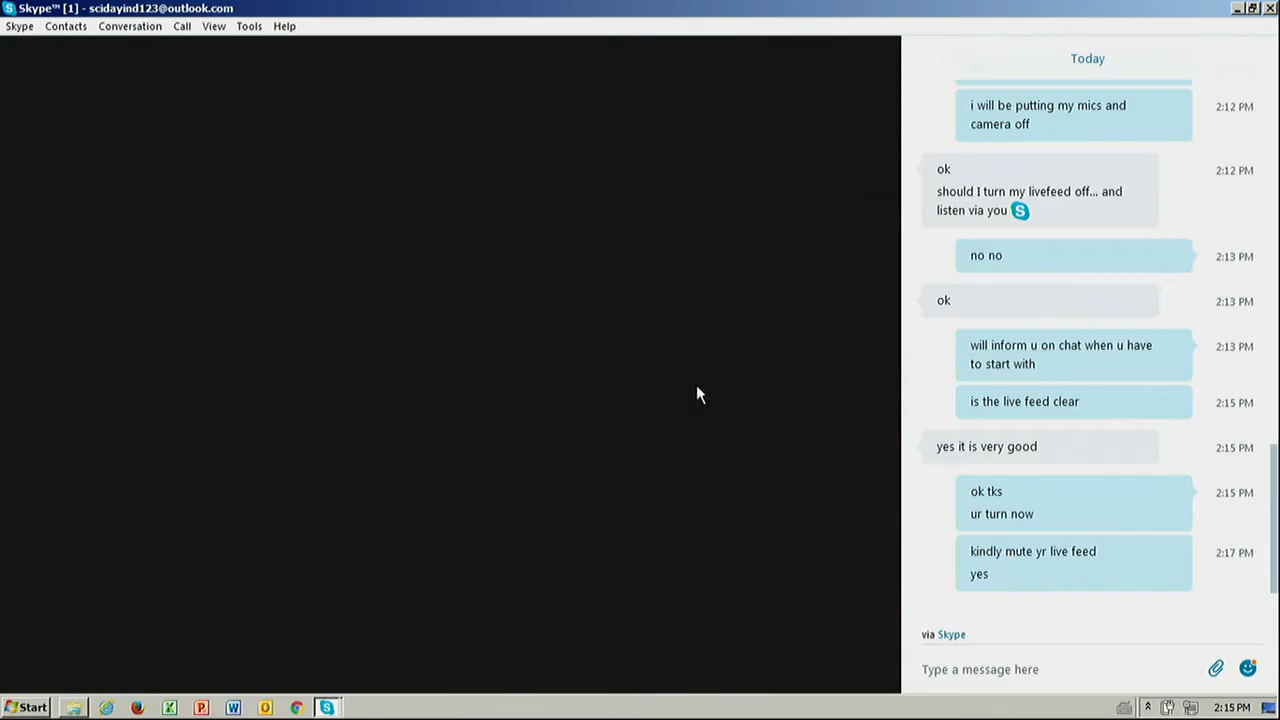 Skype™ [1] - scidayind123@outlook.com
Skype Contacts Conversation Call View Tools Help
Today
i will be putting my mics and
camera off
2:12 PM
ok
2:12 PM
should I turn my livefeed off... and
listen via you
no no
2:13 PM
ok
2:13 PM
will inform u on chat when u have
to start with
2:13 PM
is the live feed clear
2:15 PM
yes it is very good
2:15 PM
ok tks
2:15 PM
ur turn now
kindly mute yr live feed
2:17 PM
yes
via Skype
Type a message here
Start
2:15 PM